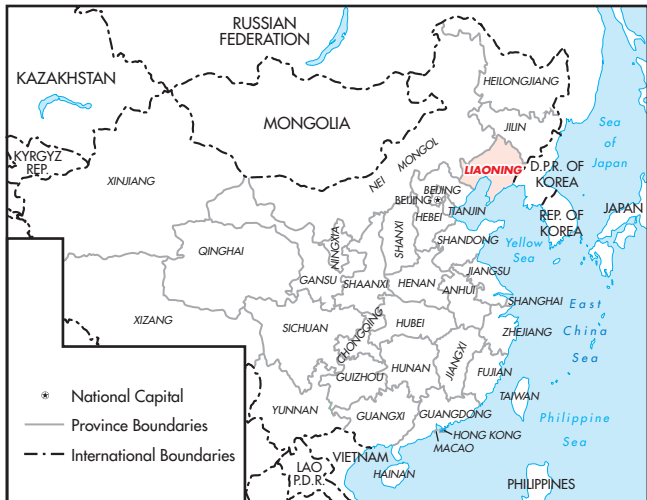 RUSSIAN
FEDERATION
KAZAKHSTAN
HEILONGJIANG
MONGOLIA
JILIN
Sea
of
Japan
KYRGYZ
REP.
NEI MONGOL
LIAONING
D.P.R. OF
KOREA
XINJIANG
BEIJING
BEIJING
TIANJIN
HEBEI
REP. OF
KOREA
JAPAN
SHANXI
SHANDONG
Yellow
Sea
NINGXIA
QINGHAI
GANSU
SHAANXI
HENAN
JIANGSU
ANHUI
SHANGHAI
XIZANG
SICHUAN
CHONGQING
HUBEI
ZHEJIANG
East
China
Sea
HUNAN
JIANGXI
GUIZHOU
FUJIAN
National Capital
YUNNAN
GUANGXI
GUANGDONG
TAIWAN
Province Boundaries
HONG KONG
MACAO
Philippine
Sea
International Boundaries
VIETNAM
LAO
P.D.R.
HAINAN
PHILIPPINES